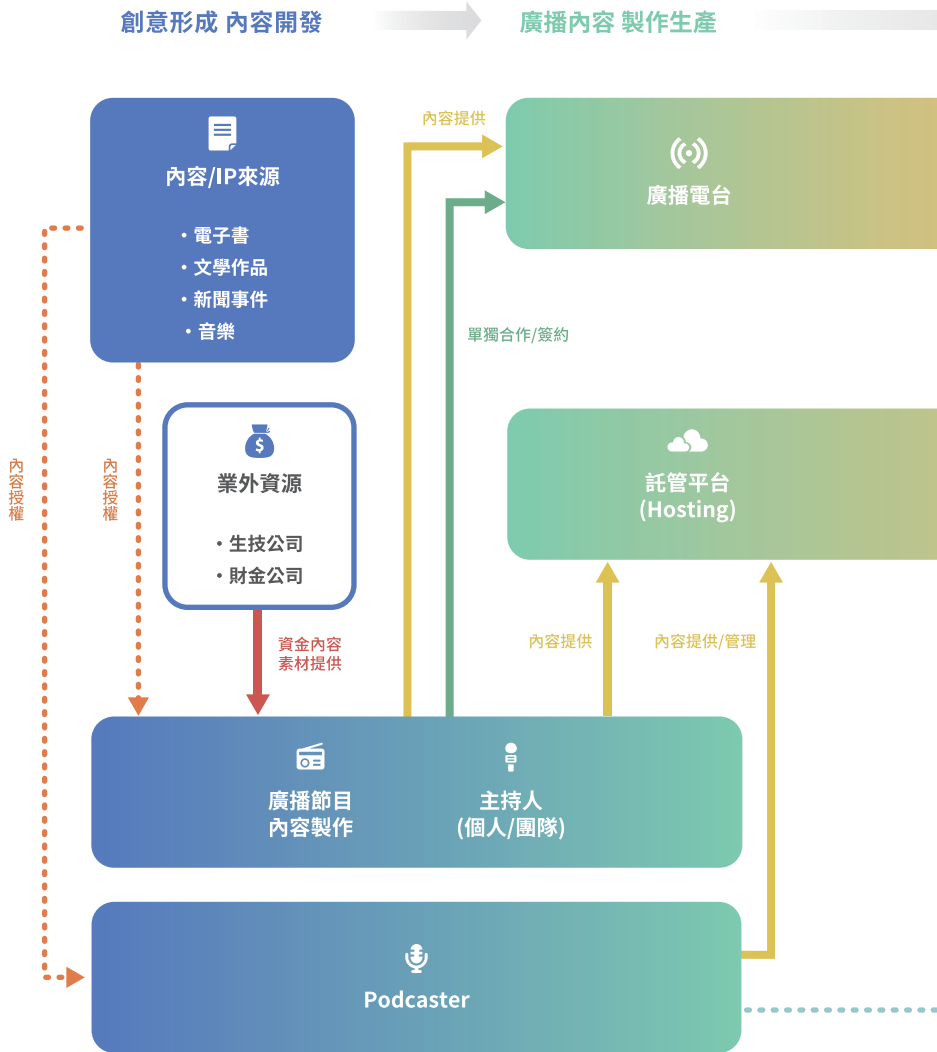 創意形成 內容開發
廣播內容 製作生產
內容/IP來源
・電子書
・文學作品
・新聞事件
・音樂
內容提供
廣播電台
單獨合作/簽約
內容授權
內容授權
業外資源
・生技公司
・財金公司
託管平台
(Hosting)
資金內容
素材提供
內容提供
內容提供/管理
廣播節目
內容製作
主持人
(個人/團隊)
Podcaster